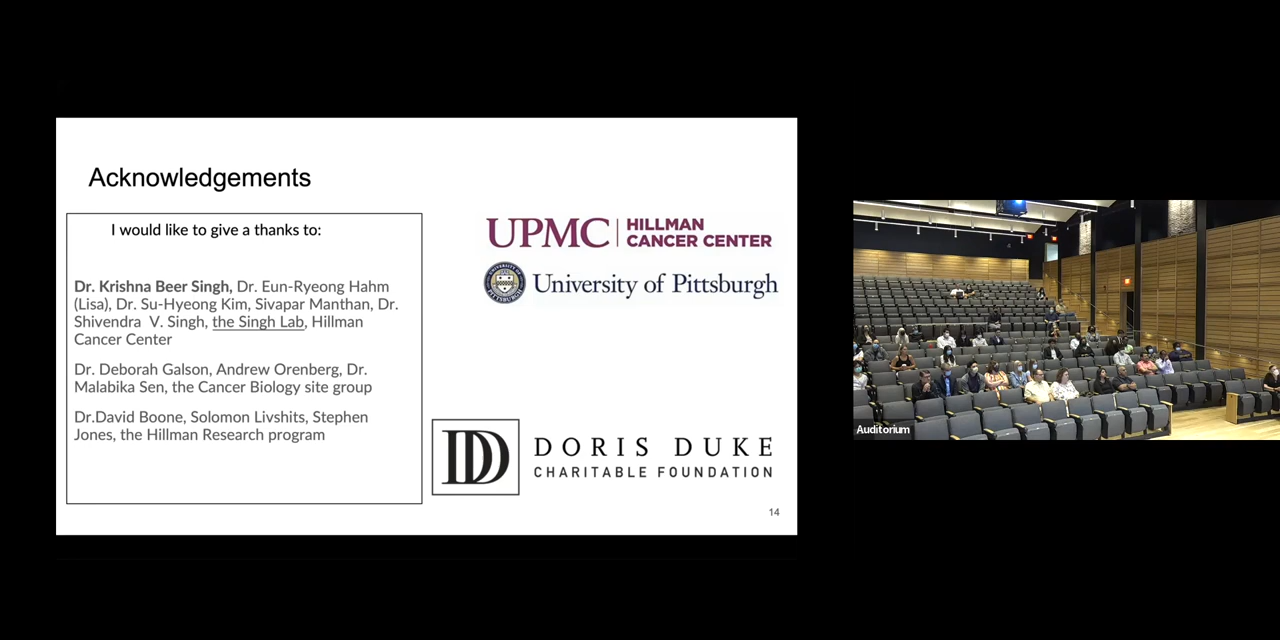 Acknowledgements
I would like to give a thanks to:
Dr. Krishna Beer Singh, Dr. Eun-Ryeong Hahm
(Lisa), Dr. Su-Hyeong Kim, Sivapar Manthan, Dr.
Shivendra V. Singh, the Singh Lab, Hillman
Cancer Center
Dr. Deborah Galson, Andrew Orenberg, Dr.
Malabika Sen, the Cancer Biology site group
Dr.David Boone, Solomon Livshits, Stephen
Jones, the Hillman Research program
UPMC | HILLMAN
CANCER CENTER
University of Pittsburgh
DD
DORIS DUKE
CHARITABLE FOUNDATION
14
Auditorium